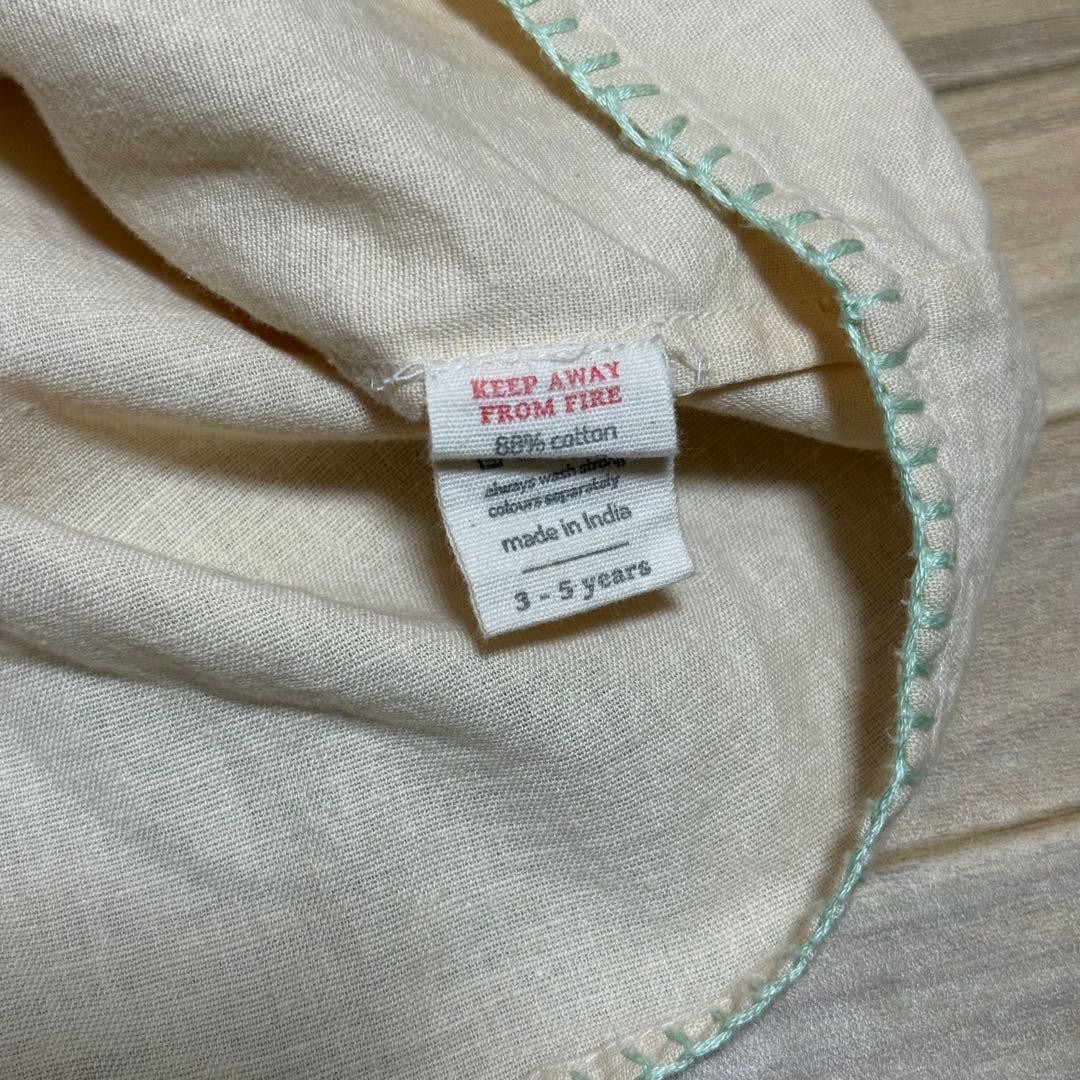 KEEP AWAY
FROM FIRE
88% cotton
always wash strong
colours separately
made in India
3 - 5 years